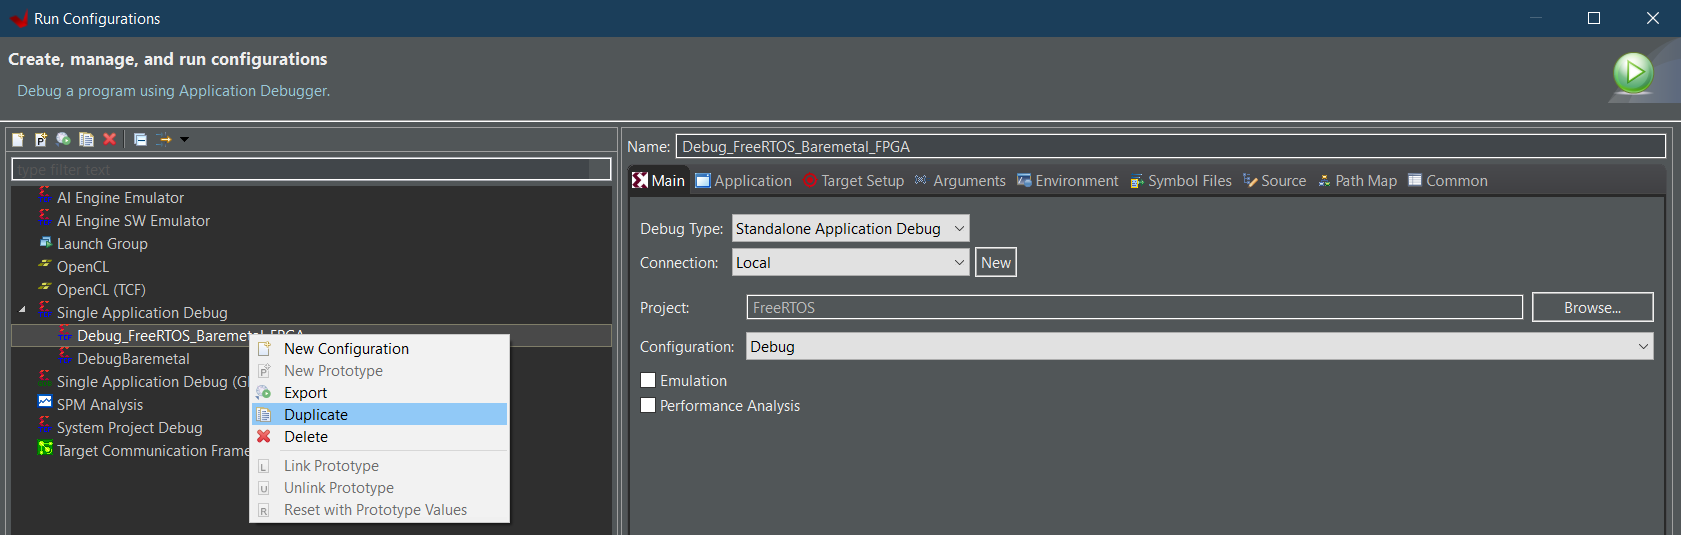 Run Configurations
Create, manage, and run configurations
Debug a program using Application Debugger.
type filter text
AI Engine Emulator
AI Engine SW Emulator
Launch Group
OpenCL
OpenCL (TCF)
Single Application Debug
Debug_FreeRTOS_Baremetal_FPGA
DebugBaremetal
Single Application Debug (G
SPM Analysis
System Project Debug
Target Communication Frame
New Configuration
New Prototype
Export
Duplicate
Delete
Link Prototype
Unlink Prototype
Reset with Prototype Values
Name: Debug_FreeRTOS_Baremetal_FPGA
Main Application Target Setup Arguments Environment Symbol Files Source Path Map Common
Debug Type: Standalone Application Debug
Connection: Local New
Project: FreeRTOS Browse...
Configuration: Debug
Emulation
Performance Analysis